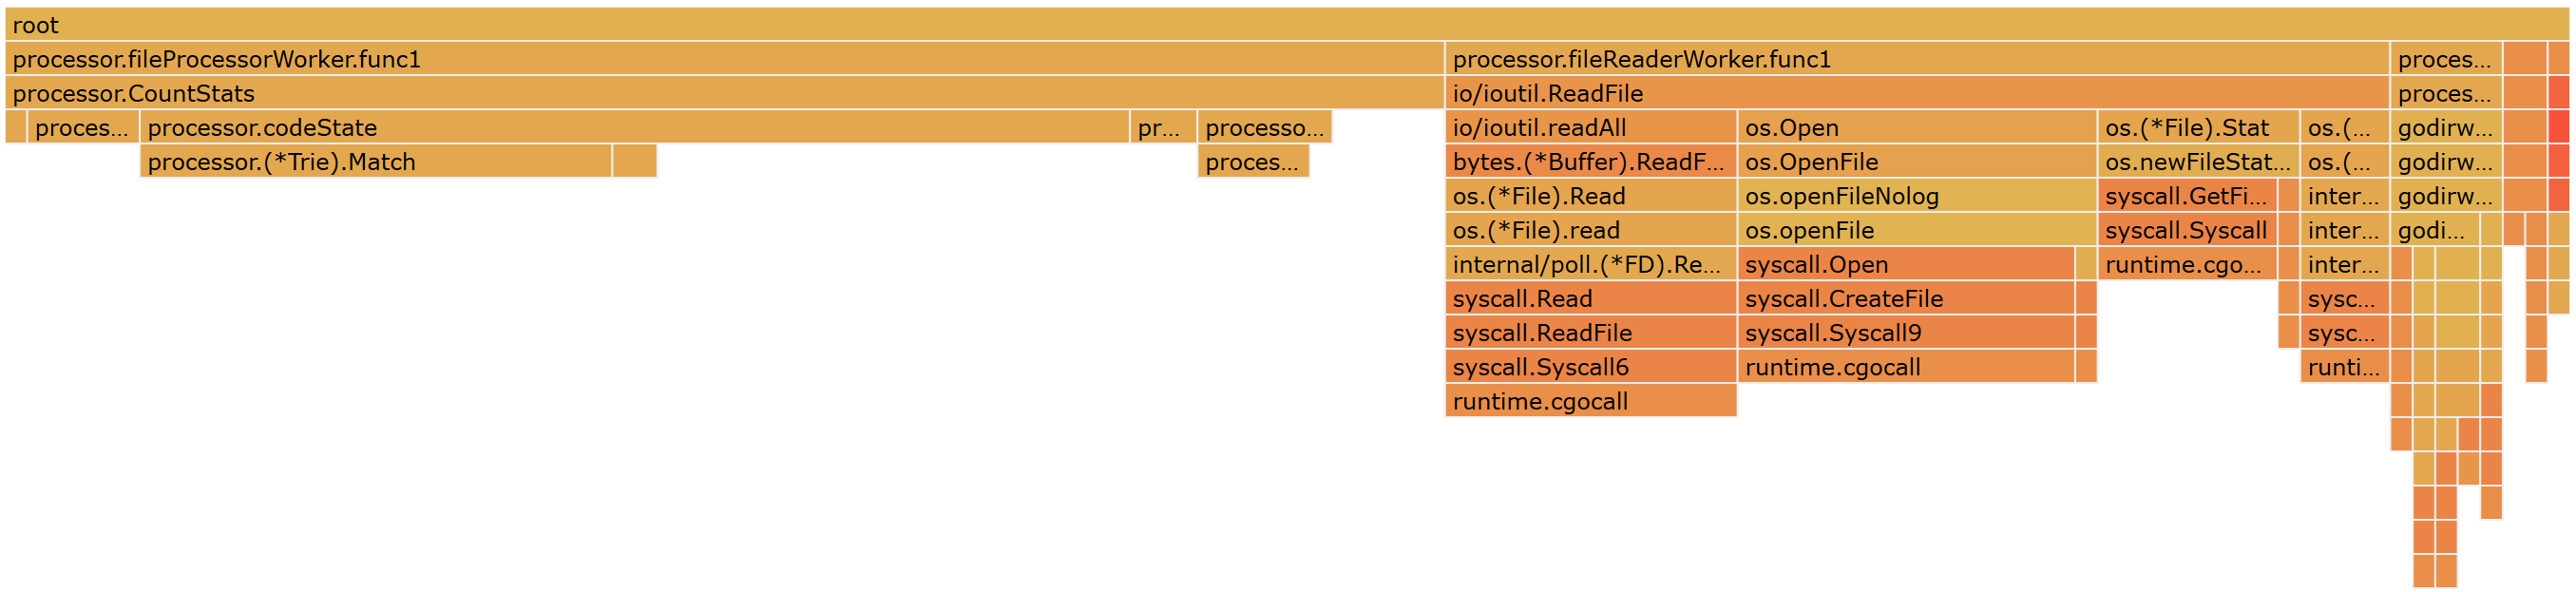 root
processor.fileProcessorWorker.func1 processor.fileReaderWorker.func1 proces...
processor.CountStats io/ioutil.ReadFile proces...
proces... processor.codeState pr... processo... io/ioutil.readAll os.Open os.(*File).Stat os.(... godirw...
processor.(*Trie).Match proces... bytes.(*Buffer).ReadF... os.OpenFile os.newFileStat... os.(... godirw...
os.(*File).Read os.openFileNolog syscall.GetFi... inter... godirw...
os.(*File).read os.openFile syscall.Syscall inter... godi...
internal/poll.(*FD).Re... syscall.Open runtime.cgo... inter...
syscall.Read syscall.CreateFile sysc...
syscall.ReadFile syscall.Syscall9 sysc...
syscall.Syscall6 runtime.cgocall runti...
runtime.cgocall